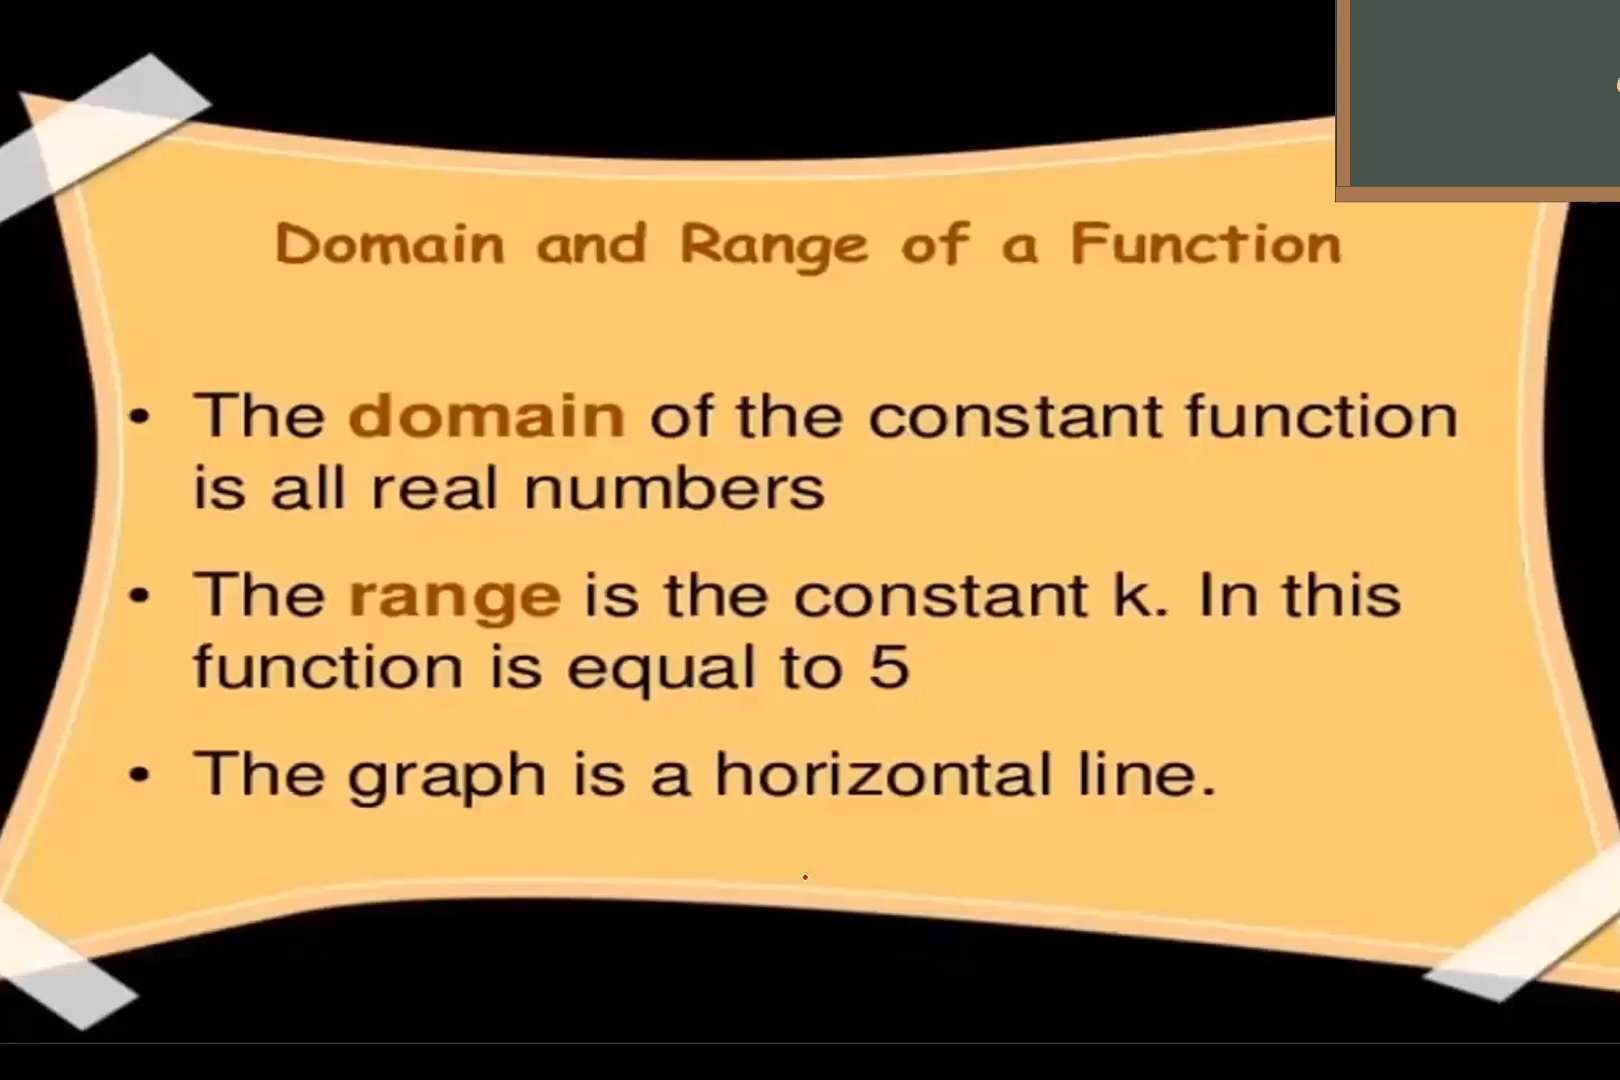 Domain and Range of a Function
• The domain of the constant function
is all real numbers
• The range is the constant k. In this
function is equal to 5
• The graph is a horizontal line.